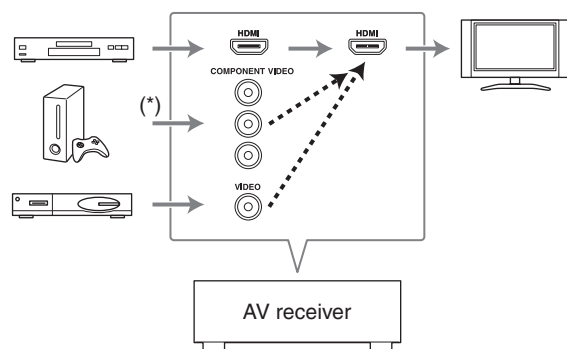 HDMI
HDMI
COMPONENT VIDEO
(*)
VIDEO
AV receiver